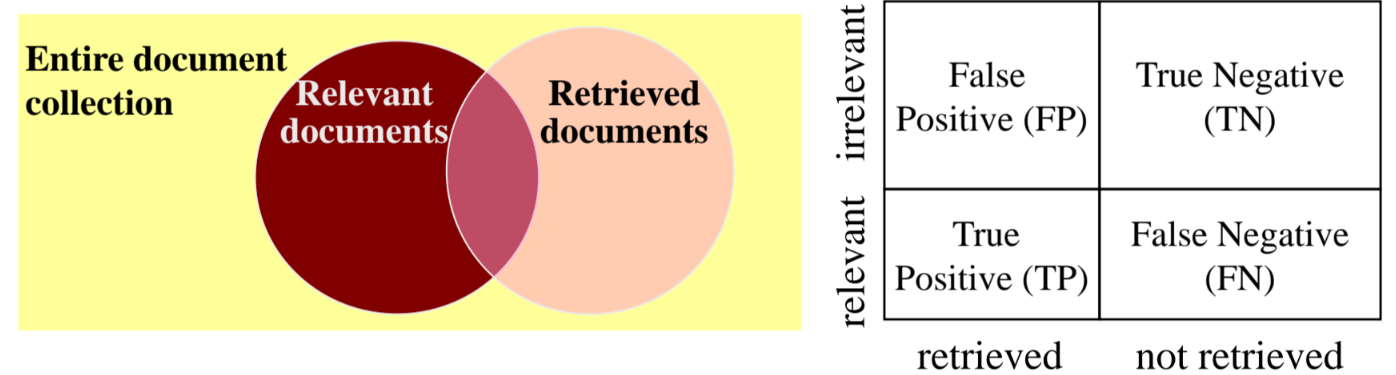 Entire document
collection
Relevant
documents
Retrieved
documents
irrelevant
relevant
False
Positive (FP)
True Negative
(TN)
True
Positive (TP)
False Negative
(FN)
retrieved
not retrieved